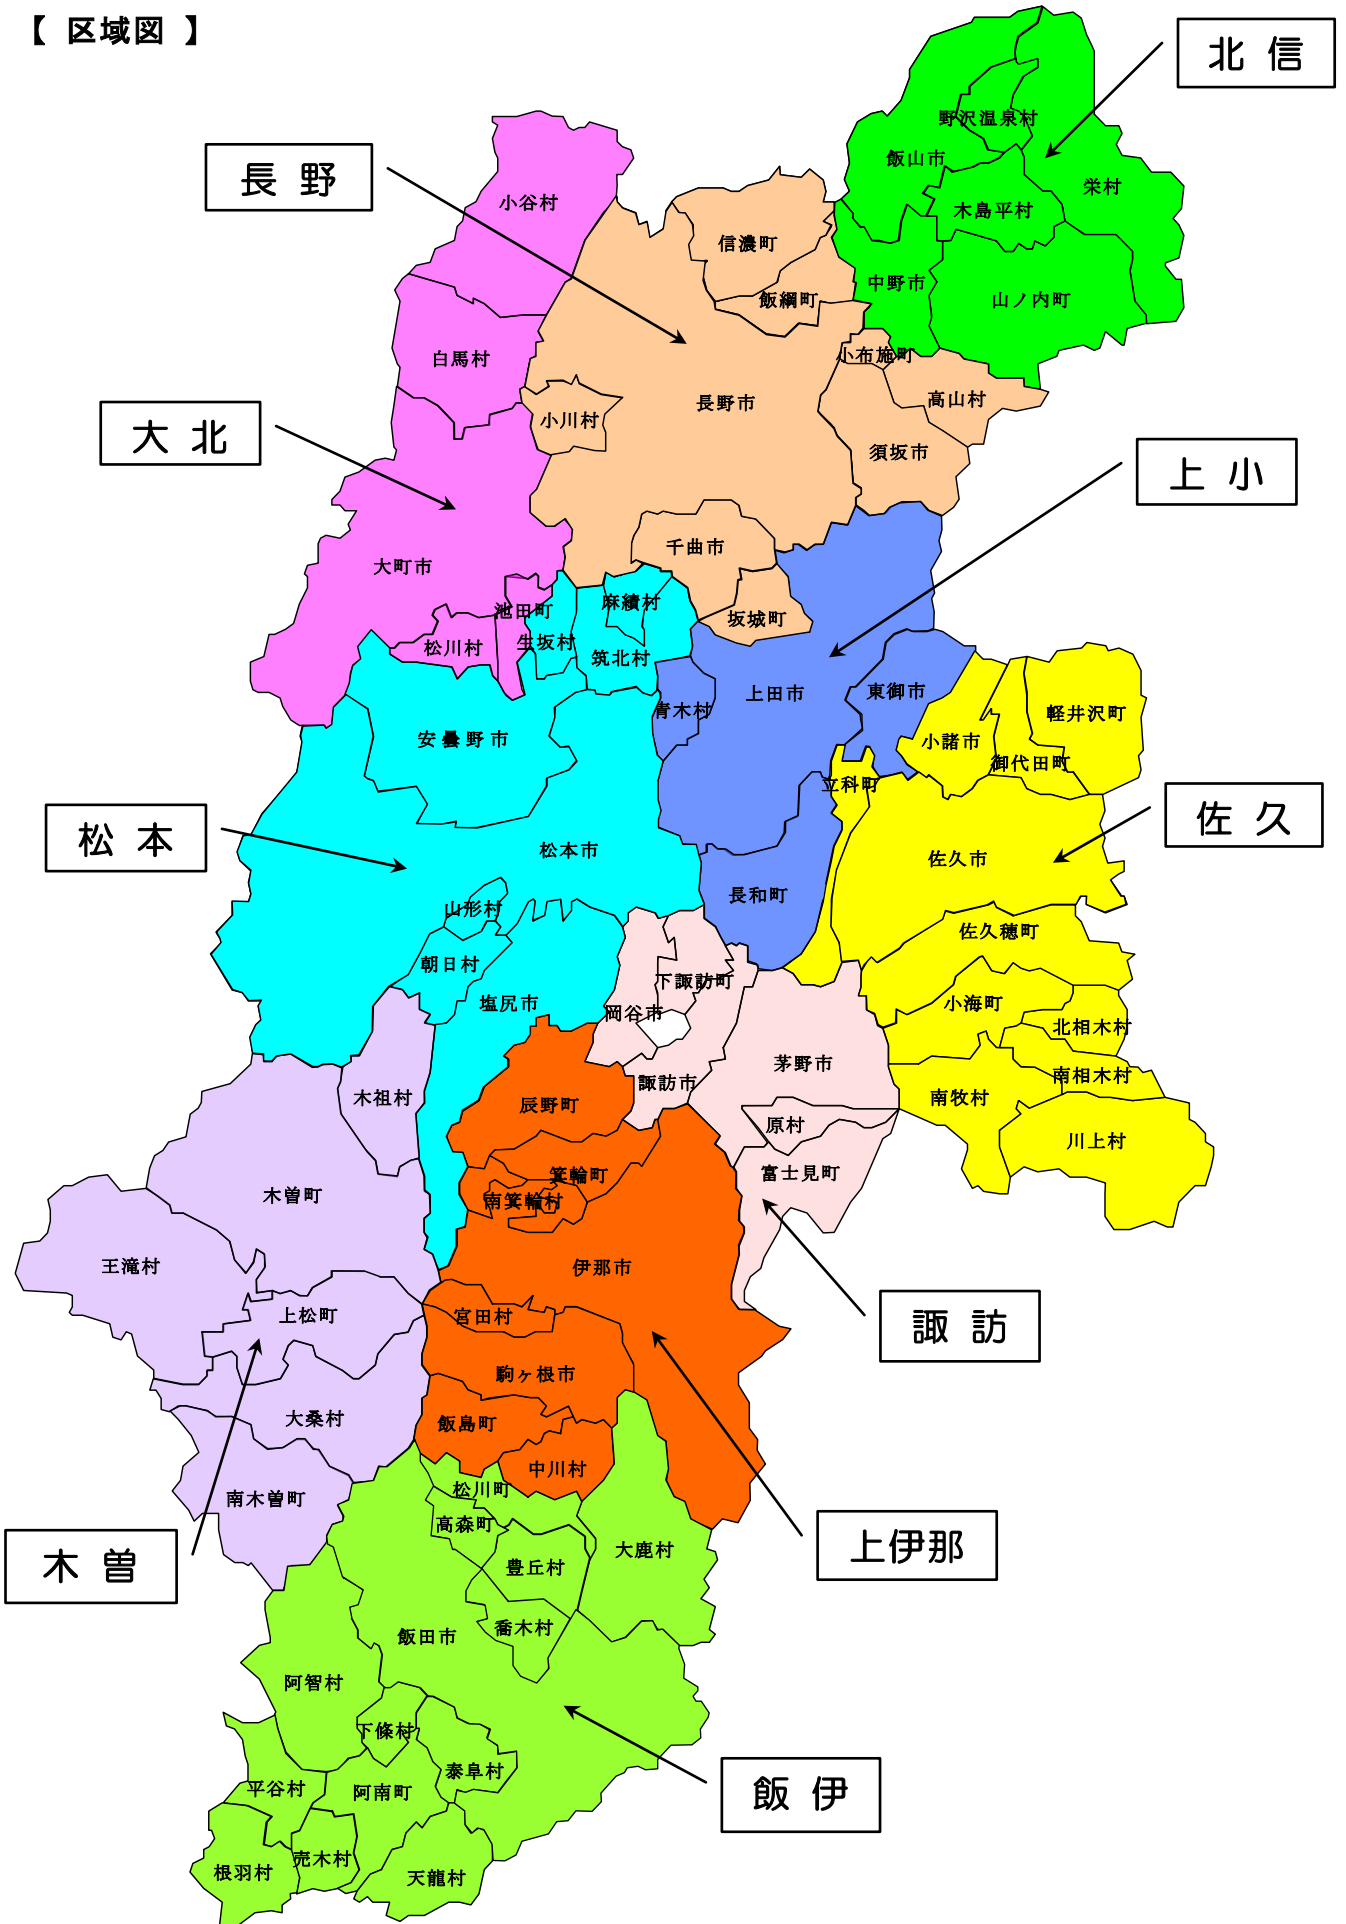 【 区域図 】
北 信
野沢温泉村
飯山市
長 野
栄村
小谷村
木島平村
信濃町
中野市
飯綱町
山ノ内町
小布施町
白馬村
高山村
長野市
小川村
大 北
須坂市
上 小
千曲市
大町市
麻績村
池田町
坂城町
生坂村
松川村
筑北村
上田市
東御市
青木村
軽井沢町
安曇野市
小諸市
御代田町
立科町
佐 久
松 本
松本市
佐久市
長和町
山形村
佐久穂町
朝日村
下諏訪町
塩尻市
小海町
岡谷市
北相木村
茅野市
南相木村
諏訪市
木祖村
南牧村
辰野町
原村
川上村
箕輪町
富士見町
木曽町
南箕輪村
王滝村
伊那市
上松町
宮田村
諏 訪
駒ヶ根市
大桑村
飯島町
中川村
松川町
南木曽町
高森町
上伊那
大鹿村
木 曽
豊丘村
喬木村
飯田市
阿智村
下條村
泰阜村
平谷村
阿南町
飯 伊
売木村
根羽村
天龍村